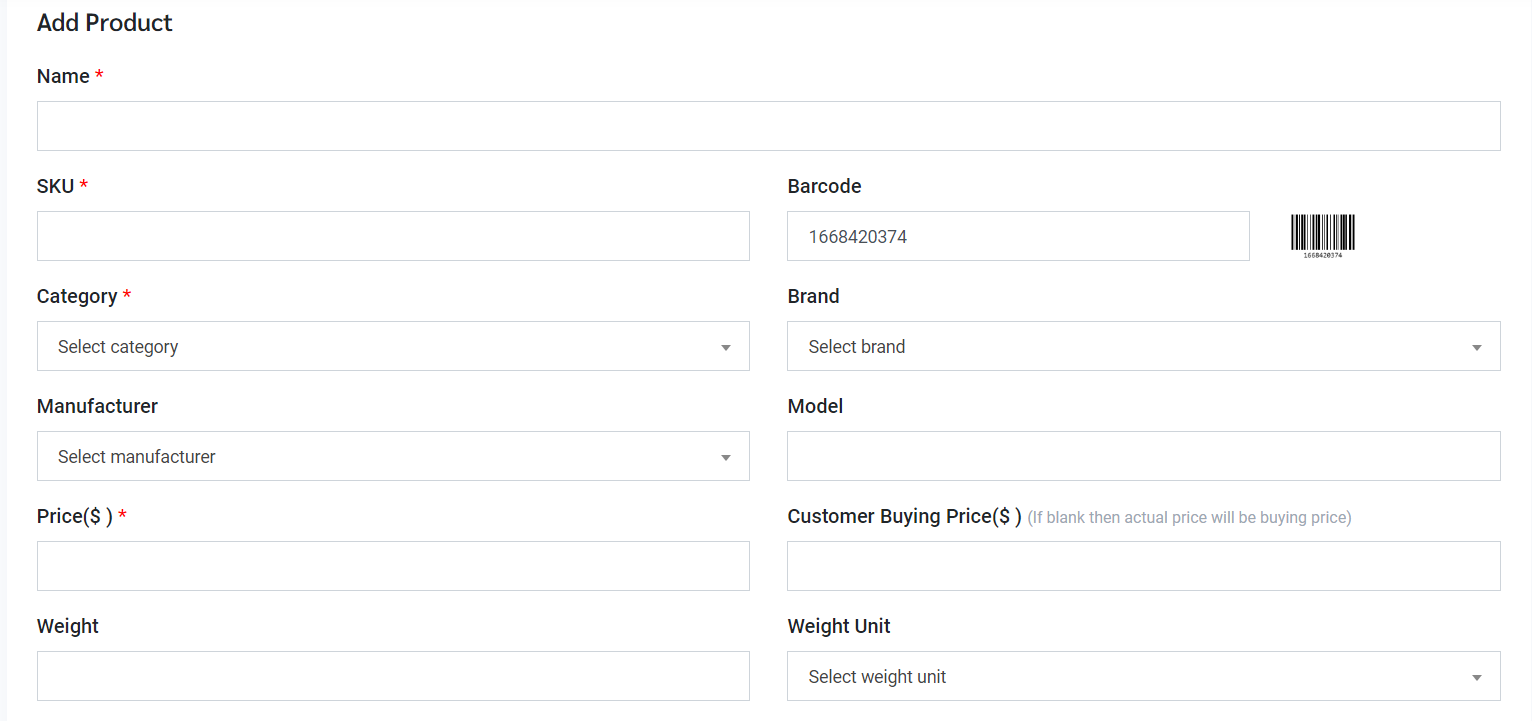 Add Product
Name *
SKU *
Barcode
1668420374
1668420374
Category *
Brand
Select category
Select brand
Manufacturer
Model
Select manufacturer
Price($ ) *
Customer Buying Price($ ) (If blank then actual price will be buying price)
Weight
Weight Unit
Select weight unit